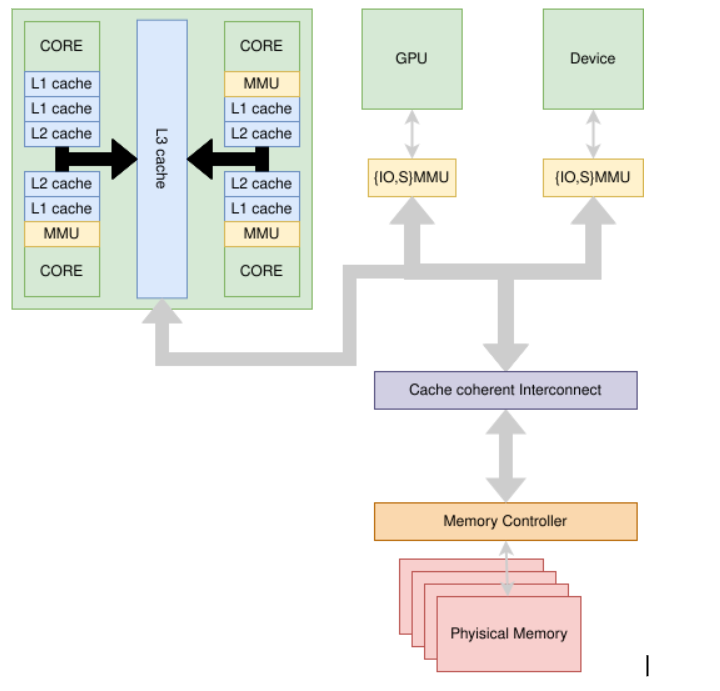 CORE
L1 cache
L1 cache
L2 cache
L2 cache
L1 cache
MMU
CORE
L3 cache
CORE
MMU
L1 cache
L2 cache
L2 cache
L1 cache
MMU
CORE
GPU
Device
{IO,S}MMU
{IO,S}MMU
Cache coherent Interconnect
Memory Controller
Phyisical Memory